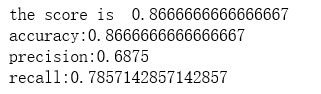 the score is  0.8666666666666667
accuracy:0.8666666666666667
precision:0.6875
recall:0.7857142857142857